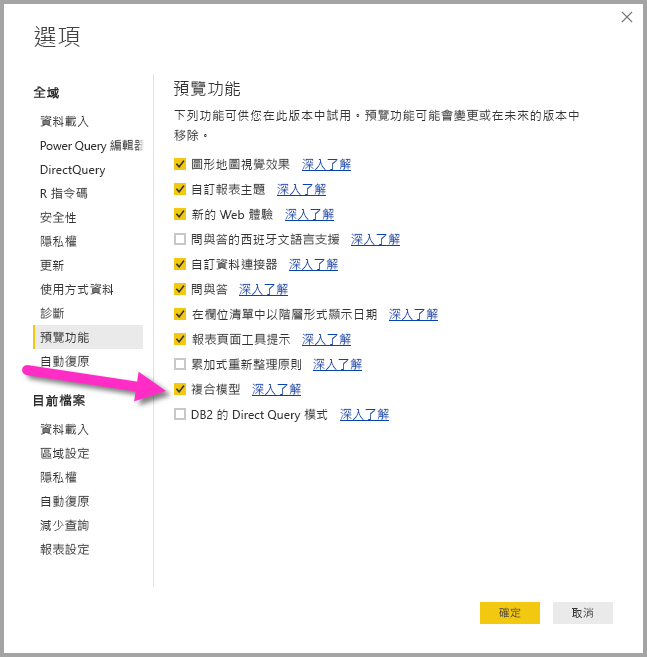 選項
全域
資料載入
Power Query 編輯器
DirectQuery
R 指令碼
安全性
隱私權
更新
使用方式資料
診斷
預覽功能
自動復原
目前檔案
資料載入
區域設定
隱私權
自動復原
減少查詢
報表設定
預覽功能
下列功能可供您在此版本中試用。預覽功能可能會變更或在未來的版本中
移除。
圖形地圖視覺效果 深入了解
自訂報表主題 深入了解
新的 Web 體驗 深入了解
問與答的西班牙文語言支援 深入了解
自訂資料連接器 深入了解
問與答 深入了解
在欄位清單中以階層形式顯示日期 深入了解
報表頁面工具提示 深入了解
累加式重新整理原則 深入了解
複合模型 深入了解
DB2 的 Direct Query 模式 深入了解
確定
取消